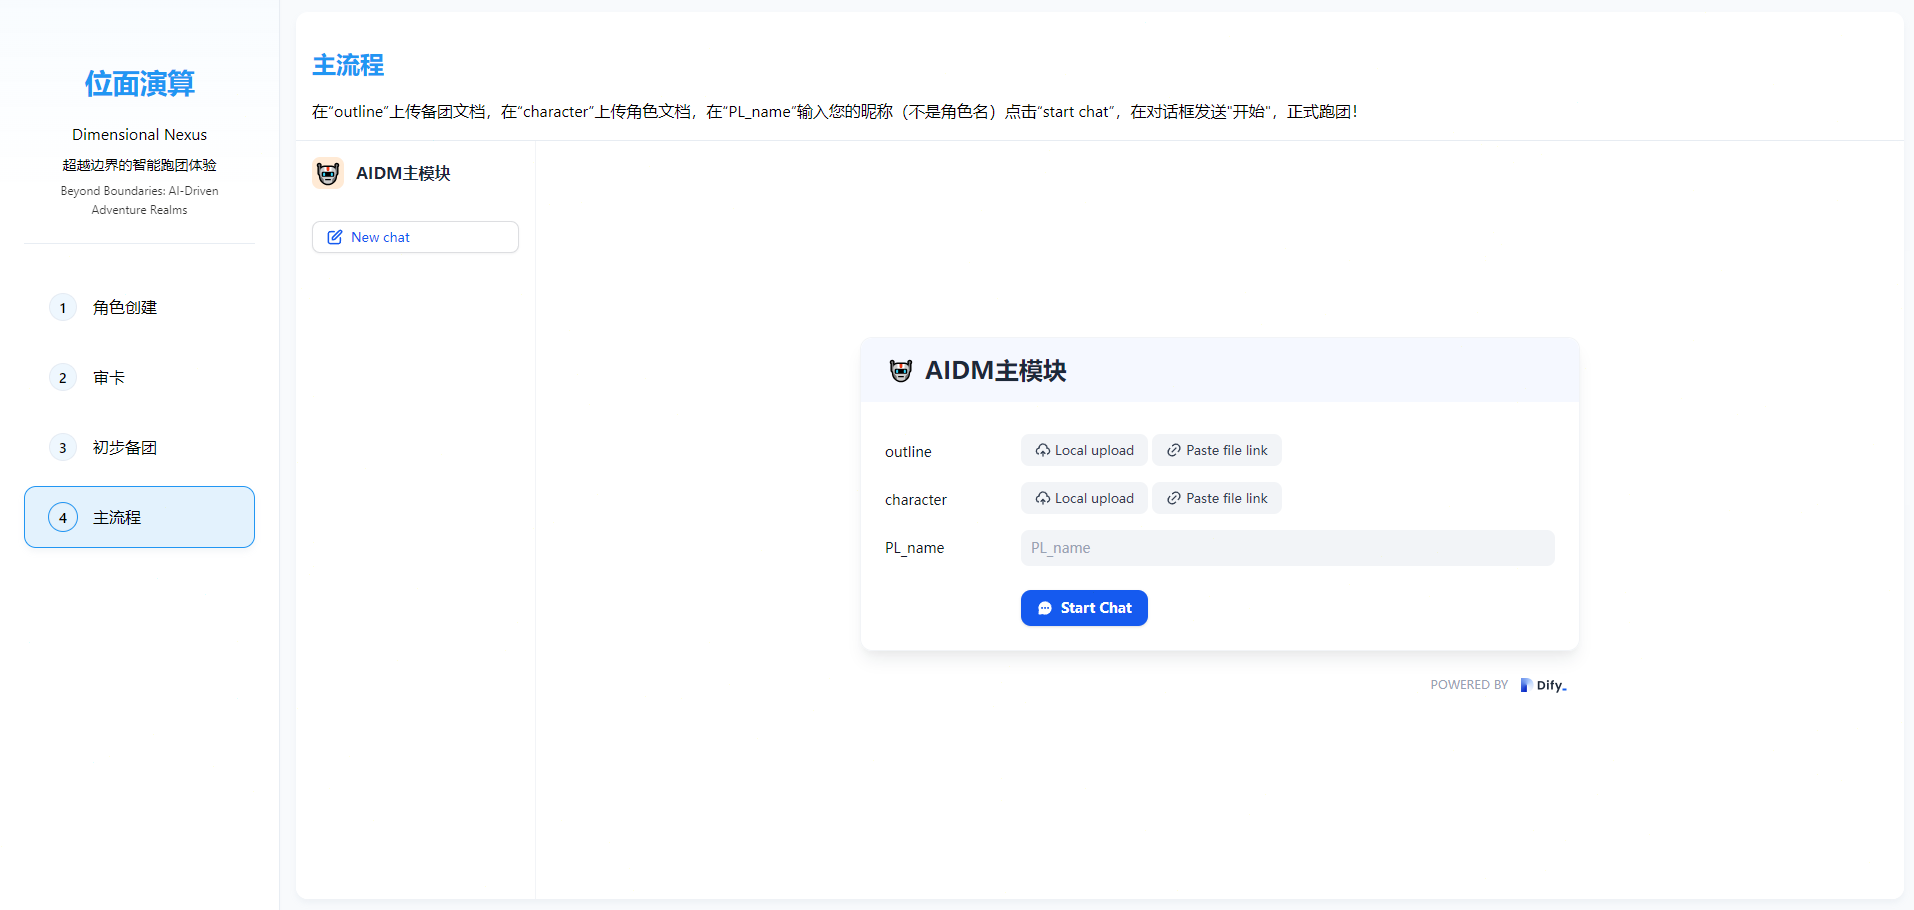 位面演算
Dimensional Nexus
超越边界的智能跑团体验
Beyond Boundaries: AI-Driven
Adventure Realms
1 角色创建
2 审卡
3 初步备团
4 主流程
主流程
在“outline”上传备团文档，在“character”上传角色文档，在“PL_name”输入您的昵称（不是角色名）点击“start chat”，在对话框发送"开始"，正式跑团！
AIDM主模块
New chat
AIDM主模块
outline Local upload Paste file link
character Local upload Paste file link
PL_name PL_name
Start Chat
POWERED BY Dify_